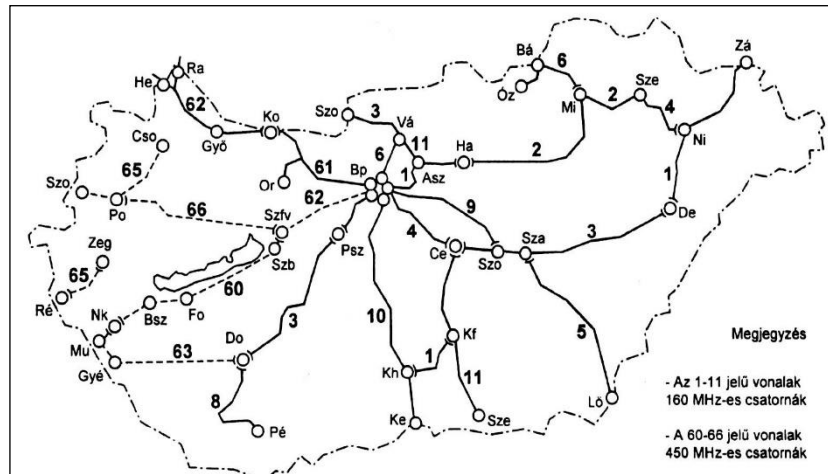 Bá
6
Zá
Ra
He
Óz
2
Sze
Mi
62
Szo
3
4
Ko
Vá
Cso
Győ
11
Ha
Ni
65
Bp
6
2
61
1
Asz
Szo
Or
62
1
Po
66
9
De
Szfv
4
3
Zeg
Psz
Ce
Sza
Szo
Szb
65
60
Ré
Nk
3
10
5
Bsz
Fo
Kf
Megjegyzés
Mu
Do
63
1
Gyé
Kh
- Az 1-11 jelű vonalak
11
160 MHz-es csatornák
8
Lő
Ke
Sze
- A 60-66 jelű vonalak
Pé
450 MHz-es csatornák